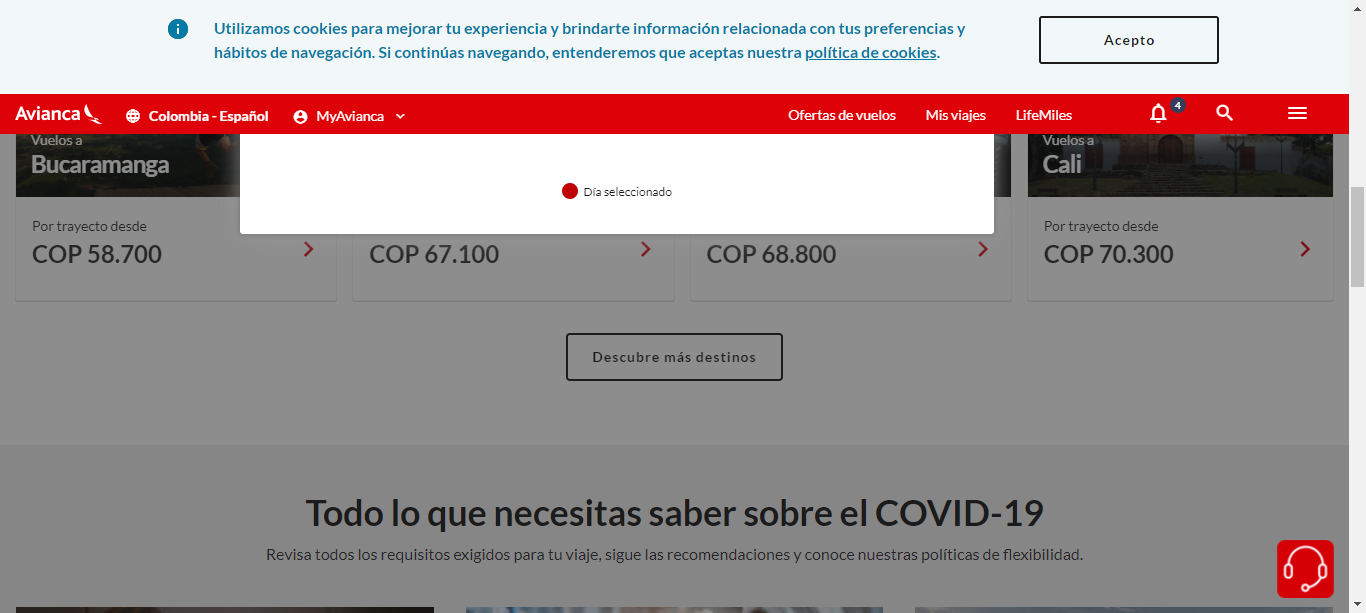 Utilizamos cookies para mejorar tu experiencia y brindarte información relacionada con tus preferencias y
hábitos de navegación. Si continúas navegando, entenderemos que aceptas nuestra política de cookies.
Acepto
Avianca
Colombia - Español
MyAvianca
Ofertas de vuelos
Mis viajes
LifeMiles
4
Vuelos a
Bucaramanga
Vuelos a
Cali
Día seleccionado
Por trayecto desde
COP 58.700
COP 67.100
COP 68.800
Por trayecto desde
COP 70.300
Descubre más destinos
Todo lo que necesitas saber sobre el COVID-19
Revisa todos los requisitos exigidos para tu viaje, sigue las recomendaciones y conoce nuestras políticas de flexibilidad.